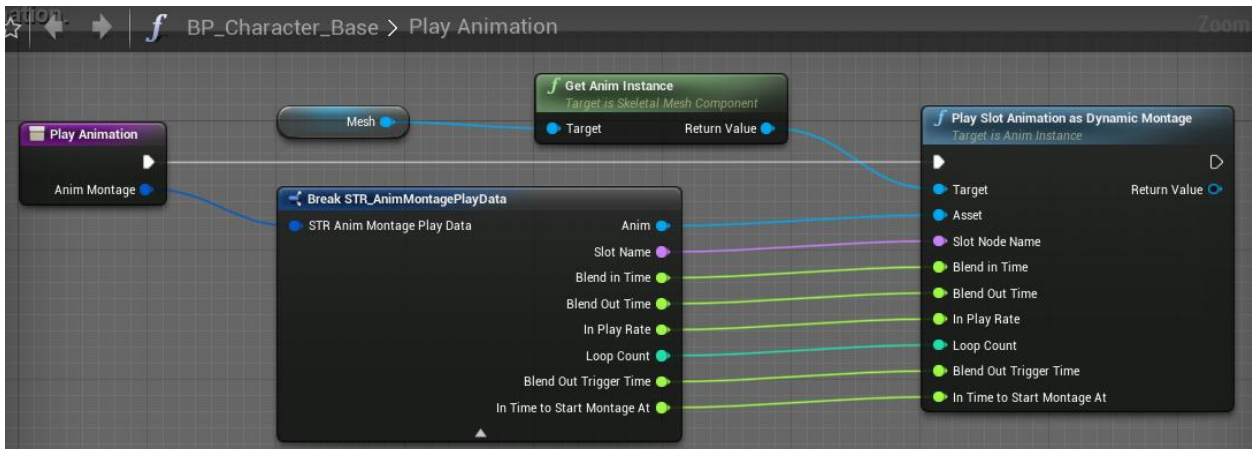 ation.
BP_Character_Base > Play Animation
Zoom
Play Animation
Anim Montage
Mesh
f Get Anim Instance
Target is Skeletal Mesh Component
Target
Return Value
Break STR_AnimMontagePlayData
STR Anim Montage Play Data
Anim
Slot Name
Blend in Time
Blend Out Time
In Play Rate
Loop Count
Blend Out Trigger Time
In Time to Start Montage At
f Play Slot Animation as Dynamic Montage
Target is Anim Instance
Target
Return Value
Asset
Slot Node Name
Blend in Time
Blend Out Time
In Play Rate
Loop Count
Blend Out Trigger Time
In Time to Start Montage At